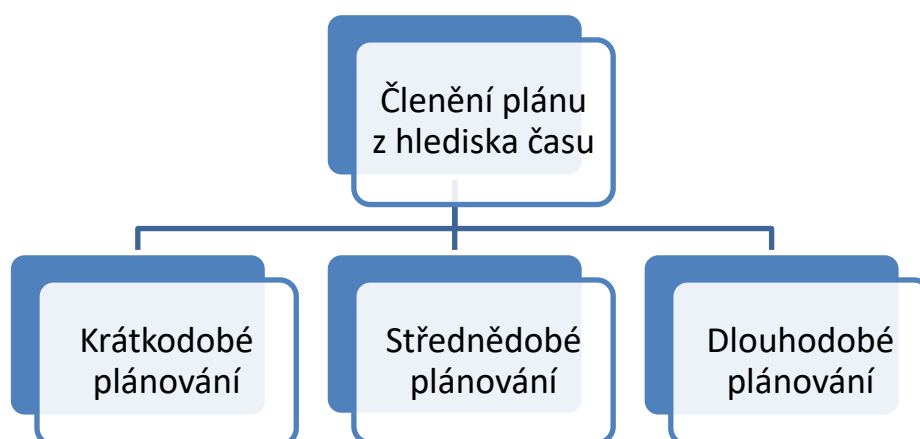 Členění plánu
z hlediska času
Krátkodobé
plánování
Střednědobé
plánování
Dlouhodobé
plánování